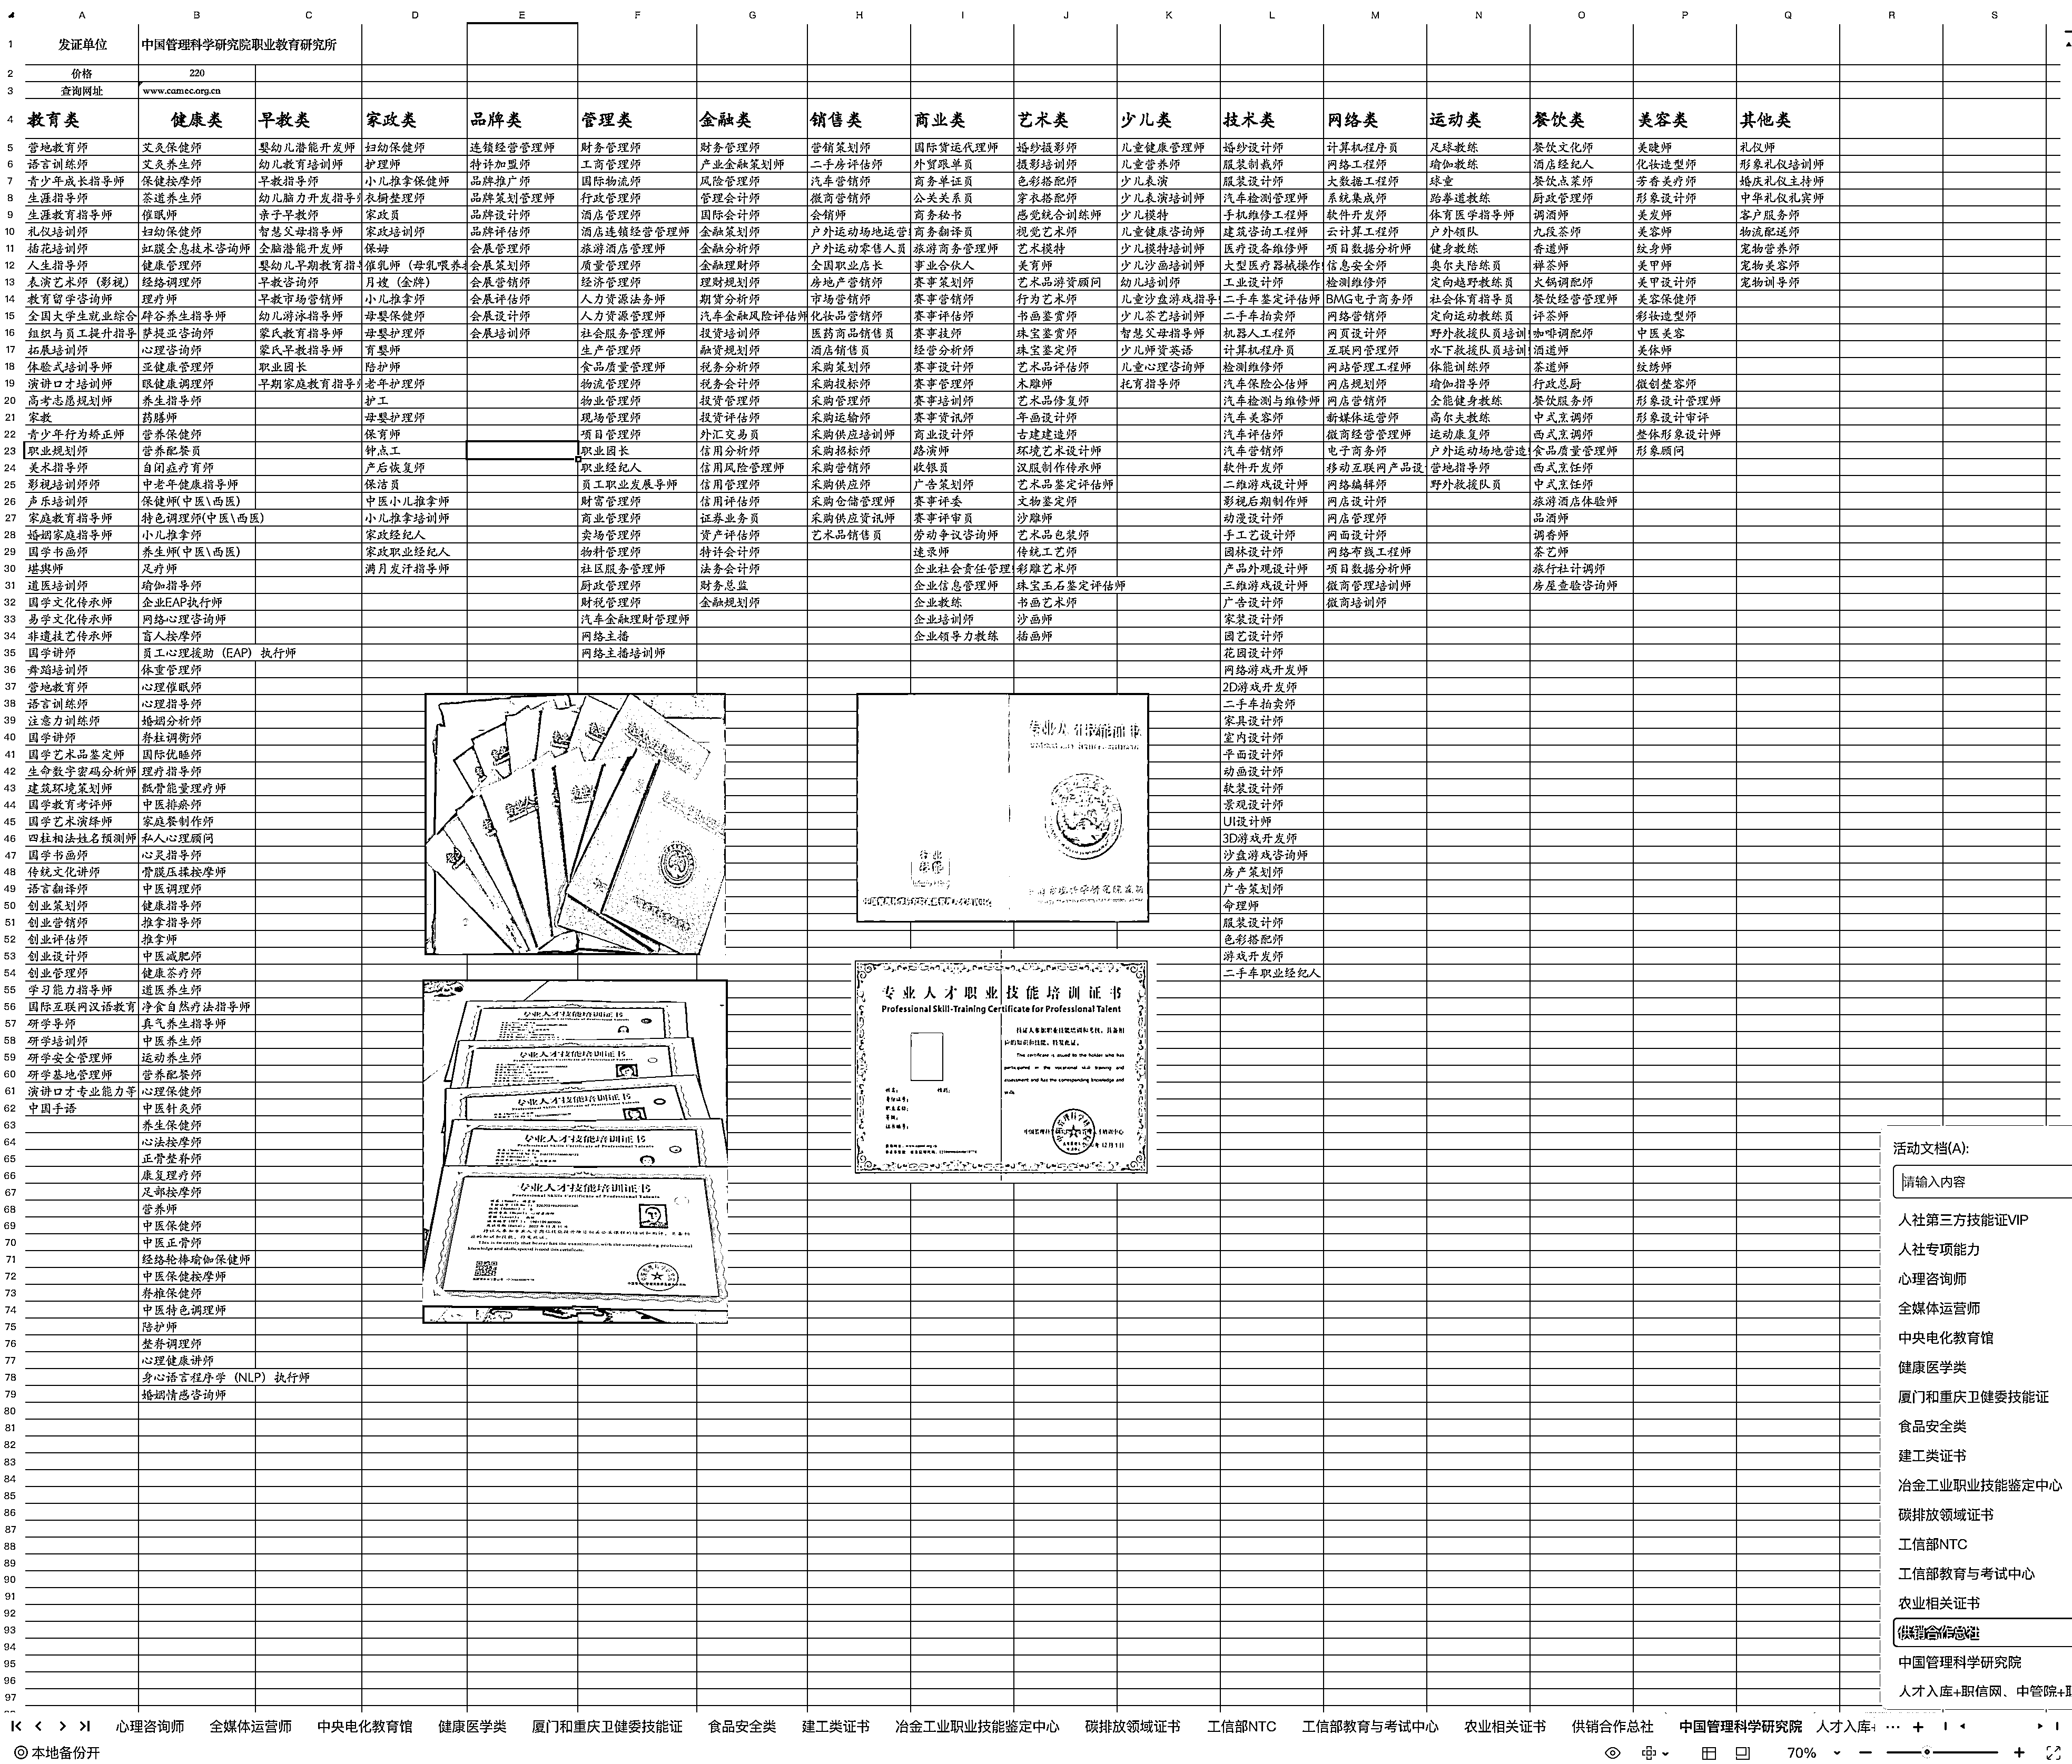 A B C D E F G H I J K L M N O P Q R S
1 发证单位 中国管理科学研究院职业教育研究所
2 价格 220
3 查询网址 www.camec.org.cn
4 教育类 健康类 早教类 家政类 品牌类 管理类 金融类 销售类 商业类 艺术类 少儿类 技术类 网络类 运动类 餐饮类 美容类 其他类
5 营地教育师 艾灸保健师 婴幼儿潜能开发师 妇幼保健师 连锁经营管理师 财务管理师 财务管理师 营销策划师 国际货运代理师 婚纱摄影师 儿童健康管理师 婚纱设计师 计算机程序员 足球教练 餐饮文化师 美睫师 礼仪师
6 语言训练师 艾灸养生师 幼儿教育培训师 护理师 特许加盟师 工商管理师 产业金融策划师 二手房评估师 外贸跟单员 摄影培训师 儿童营养师 服装制裁师 网络工程师 瑜伽教练 酒店经纪人 化妆造型师 形象礼仪培训师
7 青少年成长指导师 保健按摩师 早教指导师 小儿推拿保健师 品牌推广师 国际物流师 风险管理师 汽车营销师 商务单证员 色彩搭配师 少儿表演 服装设计师 大数据工程师 球童 餐饮点菜师 芳香美疗师 婚庆礼仪主持师
8 生涯指导师 茶道养生师 幼儿脑力开发指导 衣橱整理师 品牌策划管理师 行政管理师 管理会计师 微商营销师 公关关系员 穿衣搭配师 少儿表演培训师 汽车检测管理师 系统集成师 跆拳道教练 厨政管理师 形象设计师 中华礼仪礼宾师
9 生涯教育指导师 催眠师 亲子早教师 家政员 品牌设计师 酒店管理师 国际会计师 会销师 商务秘书 感觉统合训练师 少儿模特 手机维修工程师 软件开发师 体育医学指导师 调酒师 美发师 客户服务师
10 礼仪培训师 妇幼保健师 智慧父母指导师 家政培训师 品牌评估师 酒店连锁经营管理师 金融策划师 户外运动场地运营 商务翻译员 视觉艺术师 儿童健康咨询师 建筑咨询工程师 云计算工程师 户外领队 九段茶师 美容师 物流配送师
11 插花培训师 虹膜全息技术咨询师 全脑潜能开发师 保姆 会展管理师 旅游酒店管理师 金融分析师 户外运动零售人员 旅游商务管理师 艺术模特 少儿模特培训师 医疗设备维修师 项目数据分析师 健身教练 香道师 纹身师 宠物营养师
12 人生指导师 健康管理师 婴幼儿早期教育指导 催乳师（母乳喂养 会展策划师 质量管理师 金融理财师 全国职业店长 事业合伙人 美育师 少儿沙画培训师 大型医疗器械操作 信息安全师 奥尔夫陪练员 禅茶师 美甲师 宠物美容师
13 表演艺术师（影视） 经络调理师 早教咨询师 月嫂（金牌） 会展营销师 经济管理师 理财规划师 房地产营销师 赛事策划师 艺术品游资顾问 幼儿培训师 工业设计师 检测维修师 定向越野教练员 火锅调配师 美甲设计师 宠物训导师
14 教育留学咨询师 理疗师 早教市场营销师 小儿推拿师 会展评估师 人力资源法务师 期货分析师 市场营销师 赛事营销师 行为艺术师 儿童沙盘游戏指导 二手车鉴定评估师 BMG电子商务师 社会体育指导员 餐饮经营管理师 美容保健师
15 全国大学生就业综合 辟谷养生指导师 幼儿游泳指导师 母婴保健师 会展设计师 人力资源管理师 汽车金融风险评估师 化妆品营销师 赛事评估师 书画鉴赏师 少儿茶艺培训师 二手车拍卖师 网络营销师 定向运动教练员 评茶师 彩妆造型师
16 组织与员工提升指导 萨提亚咨询师 蒙氏教育指导师 母婴护理师 会展培训师 社会服务管理师 投资培训师 医药商品销售员 赛事技师 珠宝鉴赏师 智慧父母指导师 机器人工程师 网页设计师 野外救援队员培训 咖啡调配师 中医美容
17 拓展培训师 心理咨询师 蒙氏早教指导师 育婴师 生产管理师 融资规划师 酒店销售员 经营分析师 珠宝鉴定师 少儿师资英语 计算机程序员 互联网管理师 水下救援队员培训 酒道师 美体师
18 体验式培训导师 亚健康管理师 职业园长 陪护师 食品质量管理师 税务分析师 采购策划师 赛事设计师 艺术品评估师 儿童心理咨询师 检测维修师 网站管理工程师 体能训练师 茶道师 纹绣师
19 演讲口才培训师 眼健康调理师 早期家庭教育指导 老年护理师 物流管理师 税务会计师 采购投标师 赛事管理师 木雕师 托育指导师 汽车保险公估师 网店规划师 瑜伽指导师 行政总厨 微创整容师
20 高考志愿规划师 养生指导师 护工 物业管理师 投资管理师 采购管理师 赛事培训师 艺术品修复师 汽车检测与维修师 网店营销师 全能健身教练 餐饮服务师 形象设计管理师
21 家教 药膳师 母婴护理师 现场管理师 投资评估师 采购运输师 赛事资讯师 年画设计师 汽车美容师 新媒体运营师 高尔夫教练 中式烹调师 形象设计审评
22 青少年行为矫正师 营养保健师 保育师 项目管理师 外汇交易员 采购供应培训师 商业设计师 古建建造师 汽车评估师 微商经营管理师 运动康复师 西式烹调师 整体形象设计师
23 职业规划师 营养配餐员 钟点工 职业园长 信用分析师 采购招标师 路演师 环境艺术设计师 汽车营销师 电子商务师 户外运动场地营造 食品质量管理师 形象顾问
24 美术指导师 自闭症疗育师 产后恢复师 职业经纪人 信用风险管理师 采购管理师 收银员 汉服制作传承师 软件开发师 移动互联网产品设 营地指导师 西式烹饪师
25 影视培训师师 中老年健康指导师 保洁员 员工职业发展导师 信用管理师 采购供应师 广告策划师 艺术品鉴定评估师 二维游戏设计师 网络编辑师 野外救援队员 中式烹饪师
26 声乐培训师 保健师(中医\西医) 中医小儿推拿师 财富管理师 信用评估师 采购仓储管理师 赛事评委 文物鉴定师 影视后期制作师 网店设计师 旅游酒店体验师
27 家庭教育指导师 特色调理师(中医\西医) 小儿推拿培训师 商业管理师 证券业务员 采购供应资讯师 赛事评审员 沙雕师 动漫设计师 网店管理师 品酒师
28 婚姻家庭指导师 小儿推拿师 家政经纪人 卖场管理师 资产评估师 艺术品销售员 劳动争议咨询师 艺术品包装师 手工艺设计师 网面设计师 调香师
29 国学书画师 养生师(中医\西医) 家政职业经纪人 物料管理师 特许会计师 速录师 传统工艺师 园林设计师 网络布线工程师 茶艺师
30 堪舆师 足疗师 满月发汗指导师 社区服务管理师 法务会计师 企业社会责任管理 彩雕艺术师 产品外观设计师 项目数据分析师 旅行社计调师
31 道医培训师 瑜伽指导师 厨政管理师 财务总监 企业信息管理师 珠宝玉石鉴定评估师 三维游戏设计师 微商管理培训师 房屋查验咨询师
32 国学文化传承师 企业EAP执行师 财税管理师 金融规划师 企业教练 书画艺术师 广告设计师 微商培训师
33 易学文化传承师 网络心理咨询师 汽车金融理财管理师 企业培训师 沙画师 家装设计师
34 非遗技艺传承师 盲人按摩师 网络主播 企业领导力教练 插画师 园艺设计师
35 国学讲师 员工心理援助（EAP）执行师 网络主播培训师 花园设计师
36 舞蹈培训师 体重管理师 网络游戏开发师
37 营地教育师 心理催眠师 2D游戏开发师
38 语言训练师 心理指导师 二手车拍卖师
39 注意力训练师 婚姻分析师 家具设计师
40 国学讲师 脊柱调衡师 室内设计师
41 国学艺术品鉴定师 国际优睡师 平面设计师
42 生命数字密码分析师 理疗指导师 动画设计师
43 建筑环境策划师 骶骨能量理疗师 软装设计师
44 国学教育考评师 中医排瘀师 景观设计师
45 国学艺术演绎师 家庭餐制作师 UI设计师
46 四柱相法姓名预测师 私人心理顾问 3D游戏开发师
47 国学书画师 心灵指导师 沙盘游戏咨询师
48 传统文化讲师 骨膜压揉按摩师 房产策划师
49 语言翻译师 中医调理师 广告策划师
50 创业策划师 健康指导师 命理师
51 创业营销师 推拿指导师 服装设计师
52 创业评估师 推拿师 色彩搭配师
53 创业设计师 中医减肥师 游戏开发师
54 创业管理师 健康茶疗师 二手车职业经纪人
55 学习能力指导师 道医养生师
56 国际互联网汉语教育 净食自然疗法指导师
57 研学导师 真气养生指导师
58 研学培训师 中医养生师
59 研学安全管理师 运动养生师
60 研学基地管理师 营养配餐师
61 演讲口才专业能力等 心理保健师
62 中国手语 中医针灸师
63 养生保健师
64 心法按摩师
65 正骨整脊师
66 康复理疗师
67 足部按摩师
68 营养师
69 中医保健师
70 中医正骨师
71 经络轮棒瑜伽保健师
72 中医保健按摩师
73 脊椎保健师
74 中医特色调理师
75 陪护师
76 整脊调理师
77 心理健康讲师
78 身心语言程序学（NLP）执行师
79 婚姻情感咨询师
80
81
82
83
84
85
86
87
88
89
90
91
92
93
94
95
96
97
专业人才职业技能培训证书
Professional Skill-Training Certificate for Professional Talent
持证人参加职业技能培训和考核，具备相
应的知识和技能，特发此证。
The certificate is issued to the holder who has
participated in the vocational skill training and
assessment and has the corresponding knowledge and
skills.
专业人才技能培训证书
专业人才技能培训证书
专业人才技能培训证书
专业人才技能培训证书
专业人才技能培训证书
Professional Skills Certificate of Professional Talents
活动文档(A):
请输入内容
人社第三方技能证VIP
人社专项能力
心理咨询师
全媒体运营师
中央电化教育馆
健康医学类
厦门和重庆卫健委技能证
食品安全类
建工类证书
冶金工业职业技能鉴定中心
碳排放领域证书
工信部NTC
工信部教育与考试中心
农业相关证书
供销合作总社
中国管理科学研究院
人才入库+职信网、中管院+
心理咨询师 全媒体运营师 中央电化教育馆 健康医学类 厦门和重庆卫健委技能证 食品安全类 建工类证书 冶金工业职业技能鉴定中心 碳排放领域证书 工信部NTC 工信部教育与考试中心 农业相关证书 供销合作总社 中国管理科学研究院 人才入库+ ···
本地备份开 70%